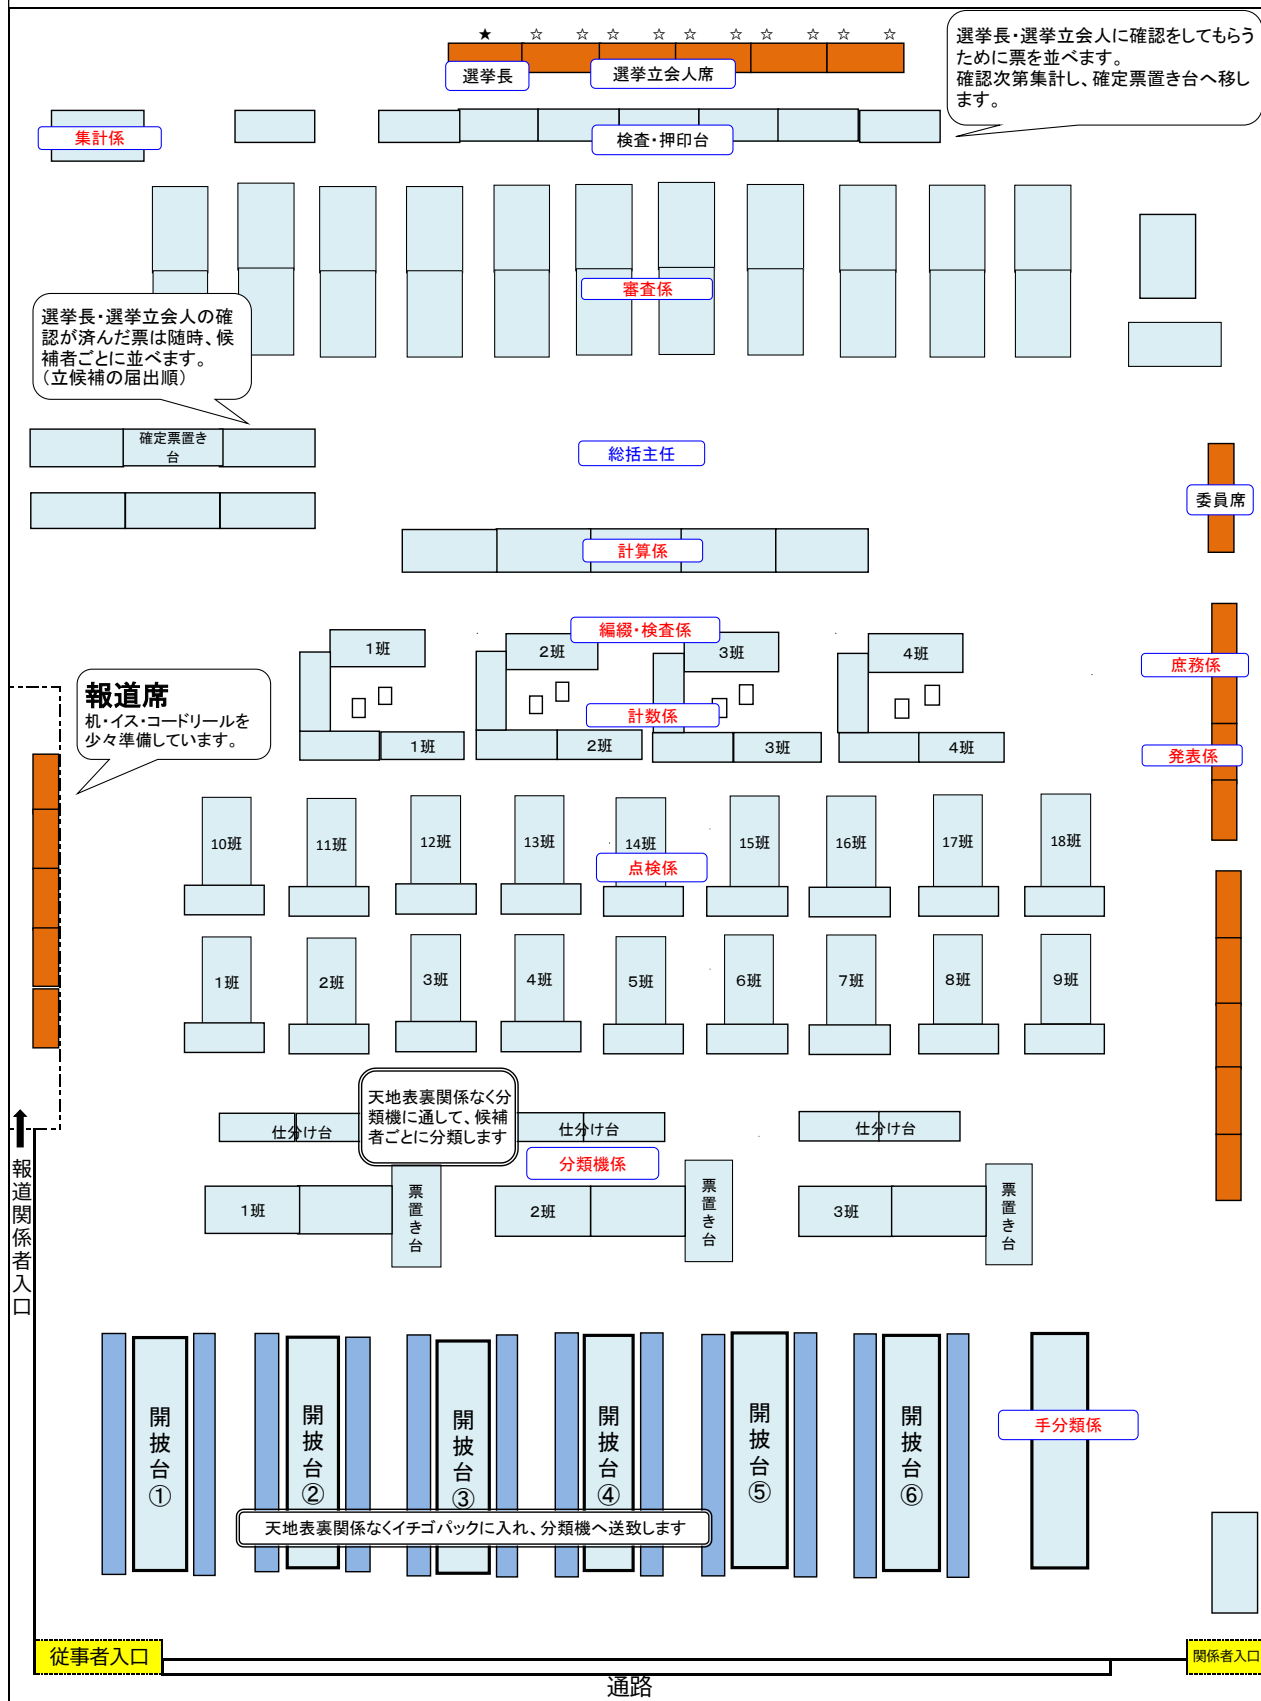 ★ ☆ ☆ ☆ ☆ ☆ ☆ ☆ ☆ ☆ ☆
選挙長
選挙立会人席
選挙長・選挙立会人に確認をしてもらう
ために票を並べます。
確認次第集計し、確定票置き台へ移し
ます。
集計係
検査・押印台
審査係
選挙長・選挙立会人の確
認が済んだ票は随時、候
補者ごとに並べます。
（立候補の届出順）
確定票置き
台
総括主任
委員席
計算係
編綴・検査係
1班
2班
3班
4班
庶務係
報道席
机・イス・コードリールを
少々準備しています。
計数係
1班
2班
3班
4班
発表係
10班
11班
12班
13班
14班
15班
16班
17班
18班
点検係
1班
2班
3班
4班
5班
6班
7班
8班
9班
天地表裏関係なく分
類機に通して、候補
者ごとに分類します
仕分け台
仕分け台
仕分け台
分類機係
1班
票置き台
2班
票置き台
3班
票置き台
報道関係者入口
開披台①
開披台②
開披台③
開披台④
開披台⑤
開披台⑥
手分類係
天地表裏関係なくイチゴパックに入れ、分類機へ送致します
従事者入口
関係者入口
通路